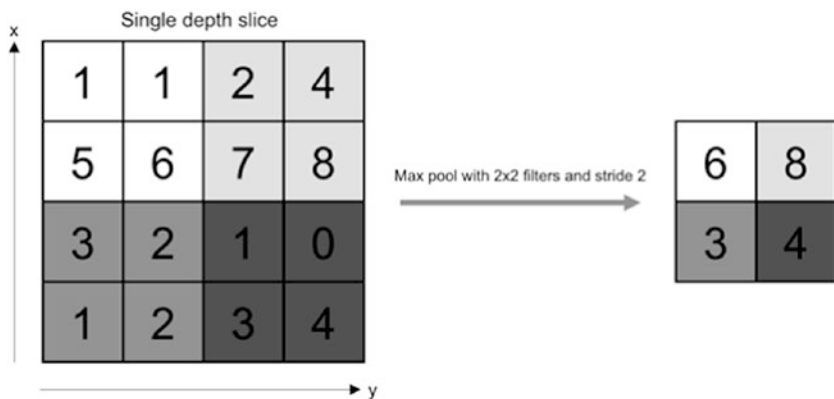 Single depth slice
x
1 1 2 4
5 6 7 8
3 2 1 0
1 2 3 4
y
Max pool with 2x2 filters and stride 2
6 8
3 4